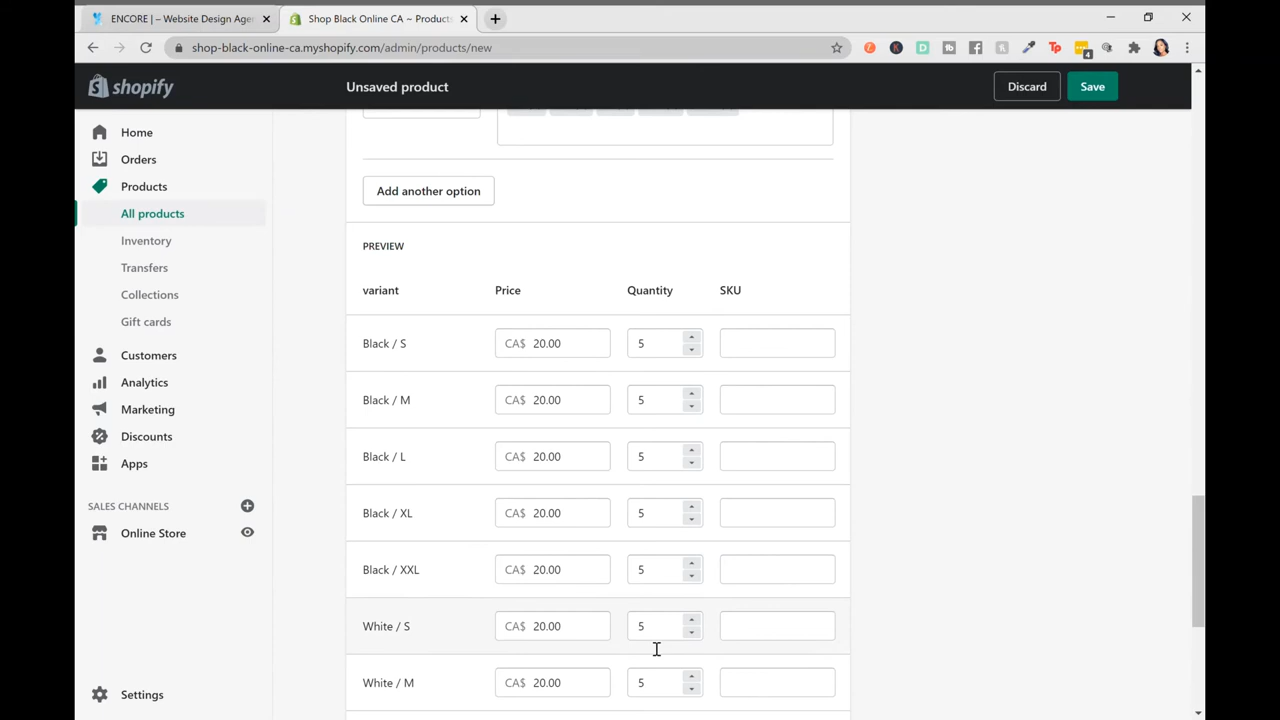 ENCORE | – Website Design Age
Shop Black Online CA ~ Products
shop-black-online-ca.myshopify.com/admin/products/new
4
shopify
Unsaved product
Discard
Save
Home
Orders
Products
All products
Inventory
Transfers
Collections
Gift cards
Customers
Analytics
Marketing
Discounts
Apps
SALES CHANNELS
Online Store
Settings
Add another option
PREVIEW
variant Price Quantity SKU
Black / S CA$ 20.00 5
Black / M CA$ 20.00 5
Black / L CA$ 20.00 5
Black / XL CA$ 20.00 5
Black / XXL CA$ 20.00 5
White / S CA$ 20.00 5
White / M CA$ 20.00 5